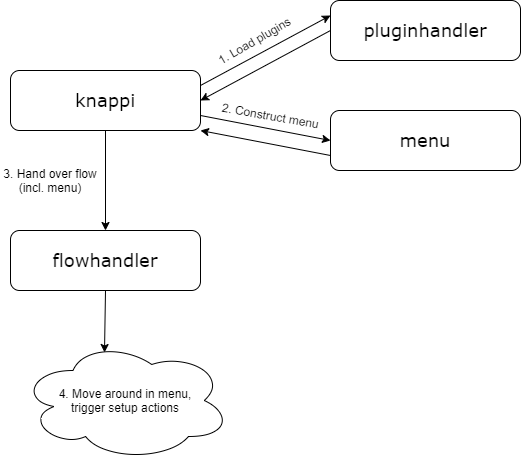 1. Load plugins
pluginhandler
knappi
2. Construct menu
menu
3. Hand over flow
(incl. menu)
flowhandler
4. Move around in menu,
trigger setup actions